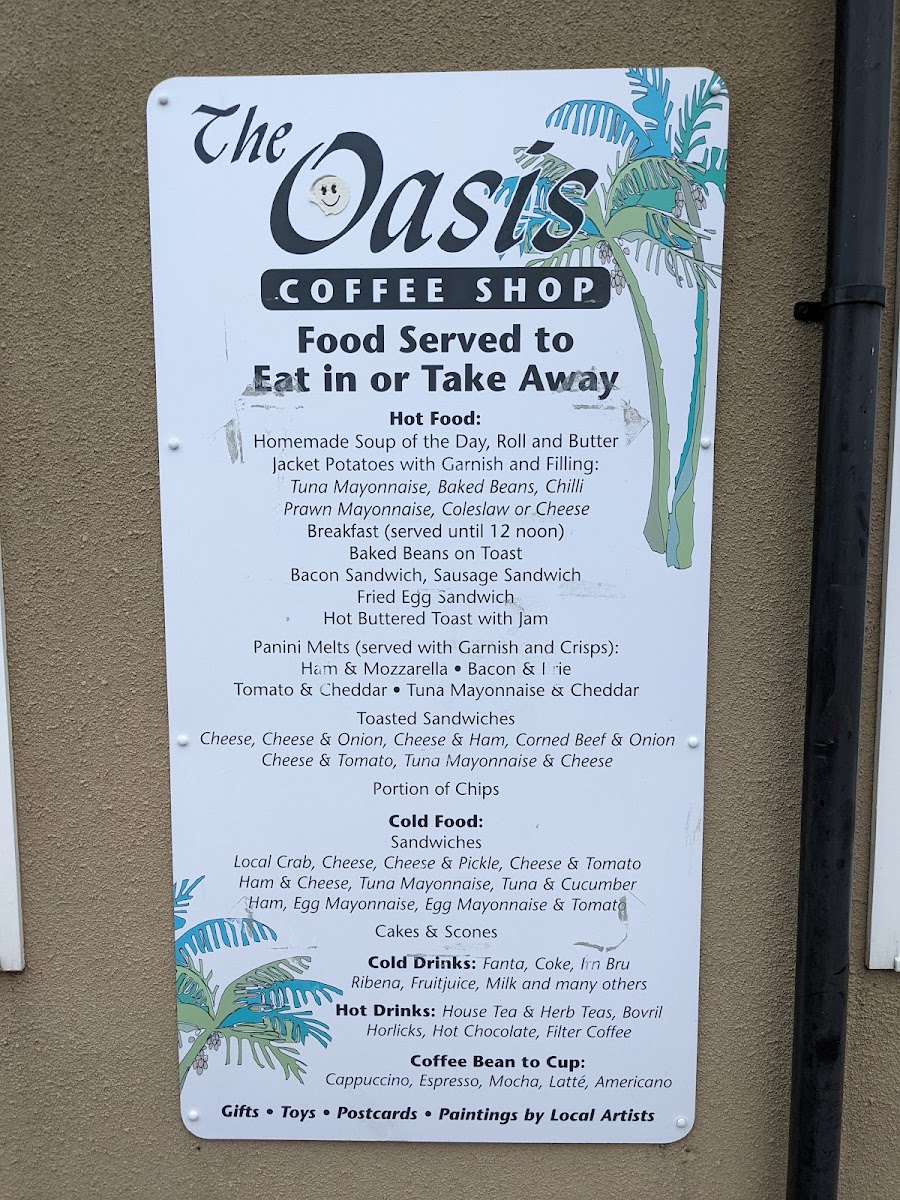 The
Oasis
COFFEE SHOP
Food Served to
Eat in or Take Away
Hot Food:
Homemade Soup of the Day, Roll and Butter
Jacket Potatoes with Garnish and Filling:
Tuna Mayonnaise, Baked Beans, Chilli
Prawn Mayonnaise, Coleslaw or Cheese
Breakfast (served until 12 noon)
Baked Beans on Toast
Bacon Sandwich, Sausage Sandwich
Fried Egg Sandwich
Hot Buttered Toast with Jam
Panini Melts (served with Garnish and Crisps):
Ham & Mozzarella • Bacon & Brie
Tomato & Cheddar • Tuna Mayonnaise & Cheddar
Toasted Sandwiches
Cheese, Cheese & Onion, Cheese & Ham, Corned Beef & Onion
Cheese & Tomato, Tuna Mayonnaise & Cheese
Portion of Chips
Cold Food:
Sandwiches
Local Crab, Cheese, Cheese & Pickle, Cheese & Tomato
Ham & Cheese, Tuna Mayonnaise, Tuna & Cucumber
Ham, Egg Mayonnaise, Egg Mayonnaise & Tomato
Cakes & Scones
Cold Drinks: Fanta, Coke, Irn Bru
Ribena, Fruitjuice, Milk and many others
Hot Drinks: House Tea & Herb Teas, Bovril
Horlicks, Hot Chocolate, Filter Coffee
Coffee Bean to Cup:
Cappuccino, Espresso, Mocha, Latté, Americano
Gifts • Toys • Postcards • Paintings by Local Artists